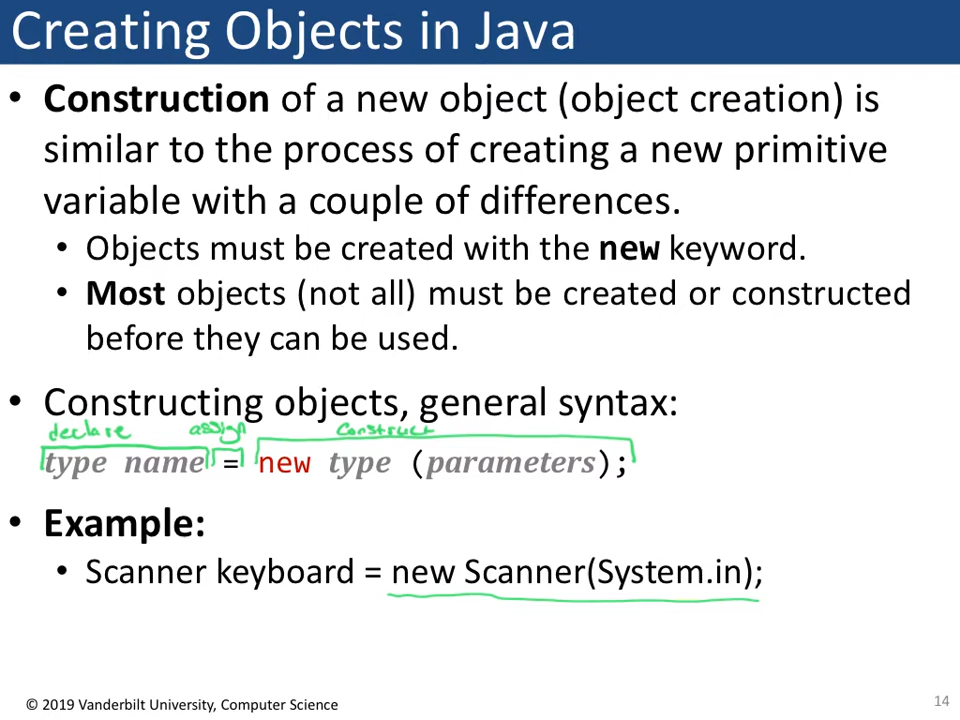 Creating Objects in Java
• Construction of a new object (object creation) is
similar to the process of creating a new primitive
variable with a couple of differences.
• Objects must be created with the new keyword.
• Most objects (not all) must be created or constructed
before they can be used.
• Constructing objects, general syntax:
declare assign construct
type name = new type (parameters);
• Example:
• Scanner keyboard = new Scanner(System.in);
© 2019 Vanderbilt University, Computer Science
14